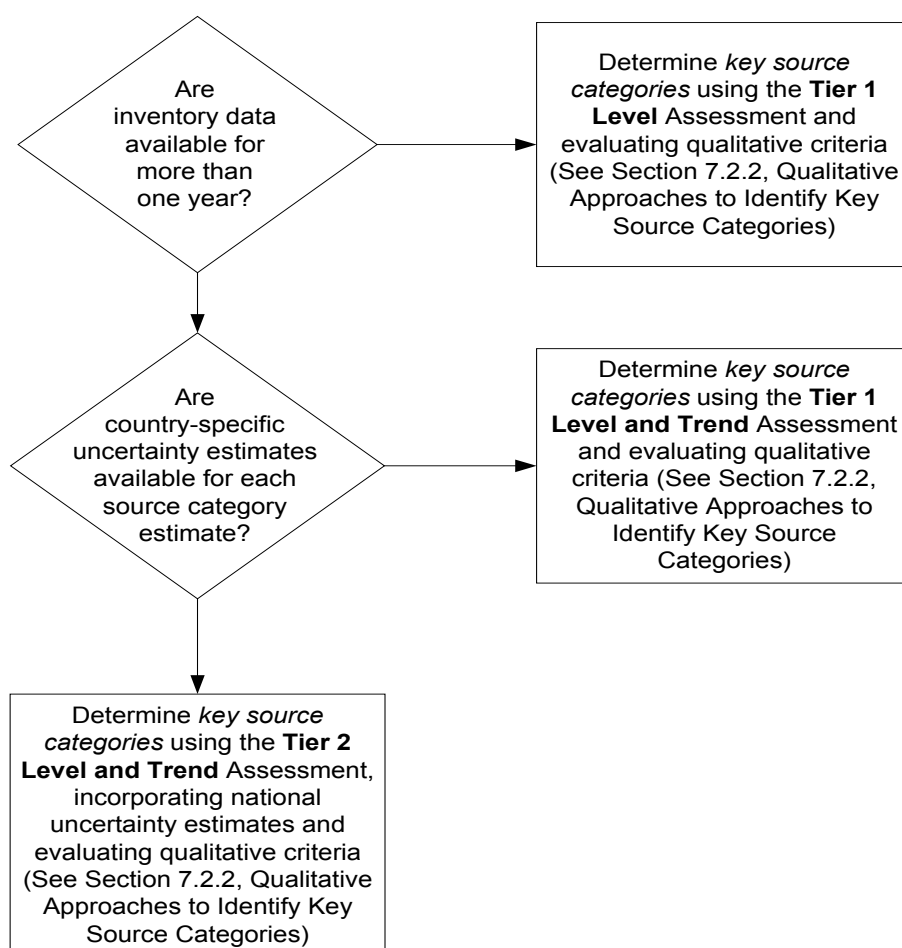 Are
inventory data
available for
more than
one year?
Determine key source
categories using the Tier 1
Level Assessment and
evaluating qualitative criteria
(See Section 7.2.2, Qualitative
Approaches to Identify Key
Source Categories)
Are
country-specific
uncertainty estimates
available for each
source category
estimate?
Determine key source
categories using the Tier 1
Level and Trend Assessment
and evaluating qualitative
criteria (See Section 7.2.2,
Qualitative Approaches to
Identify Key Source
Categories)
Determine key source
categories using the Tier 2
Level and Trend Assessment,
incorporating national
uncertainty estimates and
evaluating qualitative criteria
(See Section 7.2.2, Qualitative
Approaches to Identify Key
Source Categories)